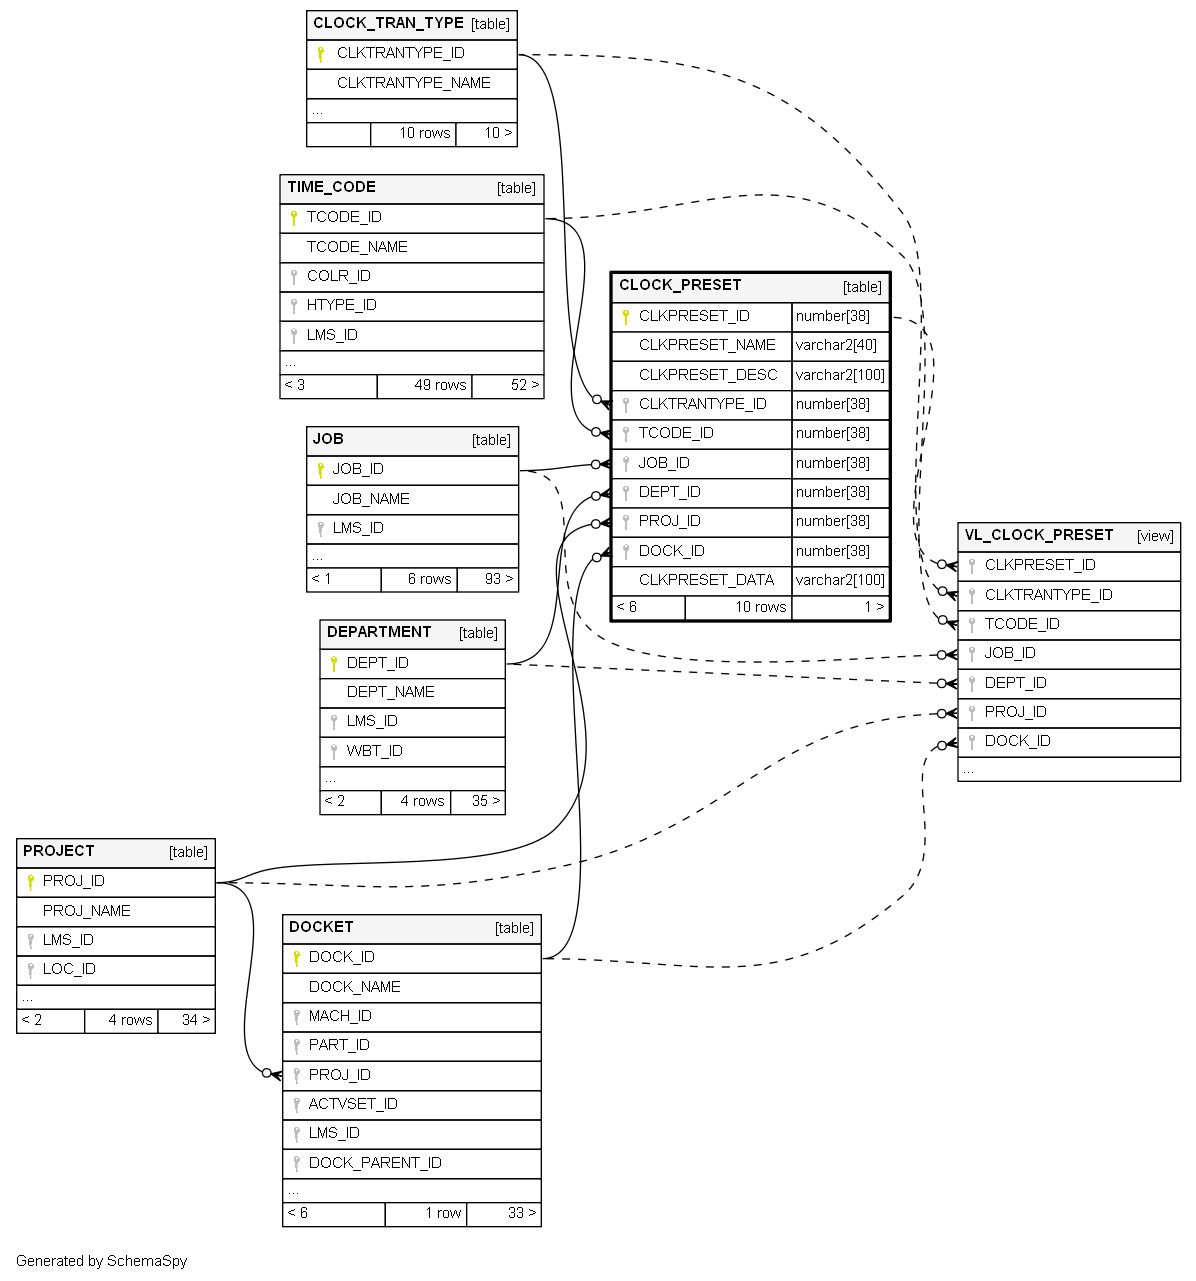 CLOCK_TRAN_TYPE [table]
CLKTRANTYPE_ID
CLKTRANTYPE_NAME
...
10 rows 10 >
TIME_CODE [table]
TCODE_ID
TCODE_NAME
COLR_ID
HTYPE_ID
LMS_ID
...
< 3 49 rows 52 >
JOB [table]
JOB_ID
JOB_NAME
LMS_ID
...
< 1 6 rows 93 >
DEPARTMENT [table]
DEPT_ID
DEPT_NAME
LMS_ID
WBT_ID
...
< 2 4 rows 35 >
PROJECT [table]
PROJ_ID
PROJ_NAME
LMS_ID
LOC_ID
...
< 2 4 rows 34 >
DOCKET [table]
DOCK_ID
DOCK_NAME
MACH_ID
PART_ID
PROJ_ID
ACTVSET_ID
LMS_ID
DOCK_PARENT_ID
...
< 6 1 row 33 >
CLOCK_PRESET [table]
CLKPRESET_ID number[38]
CLKPRESET_NAME varchar2[40]
CLKPRESET_DESC varchar2[100]
CLKTRANTYPE_ID number[38]
TCODE_ID number[38]
JOB_ID number[38]
DEPT_ID number[38]
PROJ_ID number[38]
DOCK_ID number[38]
CLKPRESET_DATA varchar2[100]
< 6 10 rows 1 >
VL_CLOCK_PRESET [view]
CLKPRESET_ID
CLKTRANTYPE_ID
TCODE_ID
JOB_ID
DEPT_ID
PROJ_ID
DOCK_ID
...
Generated by SchemaSpy